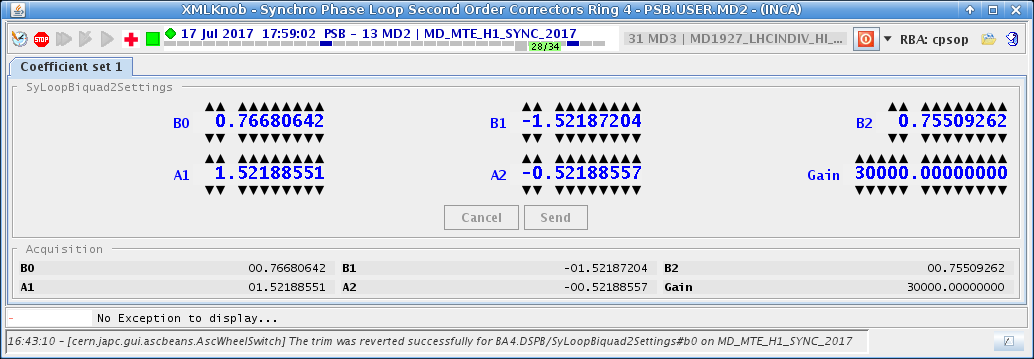 XMLKnob - Synchro Phase Loop Second Order Correctors Ring 4 - PSB.USER.MD2 - (INCA)
STOP 17 Jul 2017 17:59:02 PSB - 13 MD2 | MD_MTE_H1_SYNC_2017 31 MD3 | MD1927_LHCINDIV_HI_... RBA: cpsop
28/34
Coefficient set 1
SyLoopBiquad2Settings
B0 0.76680642 B1 -1.52187204 B2 0.75509262
A1 1.52188551 A2 -0.52188557 Gain 30000.00000000
Cancel Send
Acquisition
B0 00.76680642 B1 -01.52187204 B2 00.75509262
A1 01.52188551 A2 -00.52188557 Gain 30000.00000000
- No Exception to display...
16:43:10 - [cern.japc.gui.ascbeans.AscWheelSwitch] The trim was reverted successfully for BA4.DSPB/SyLoopBiquad2Settings#b0 on MD_MTE_H1_SYNC_2017